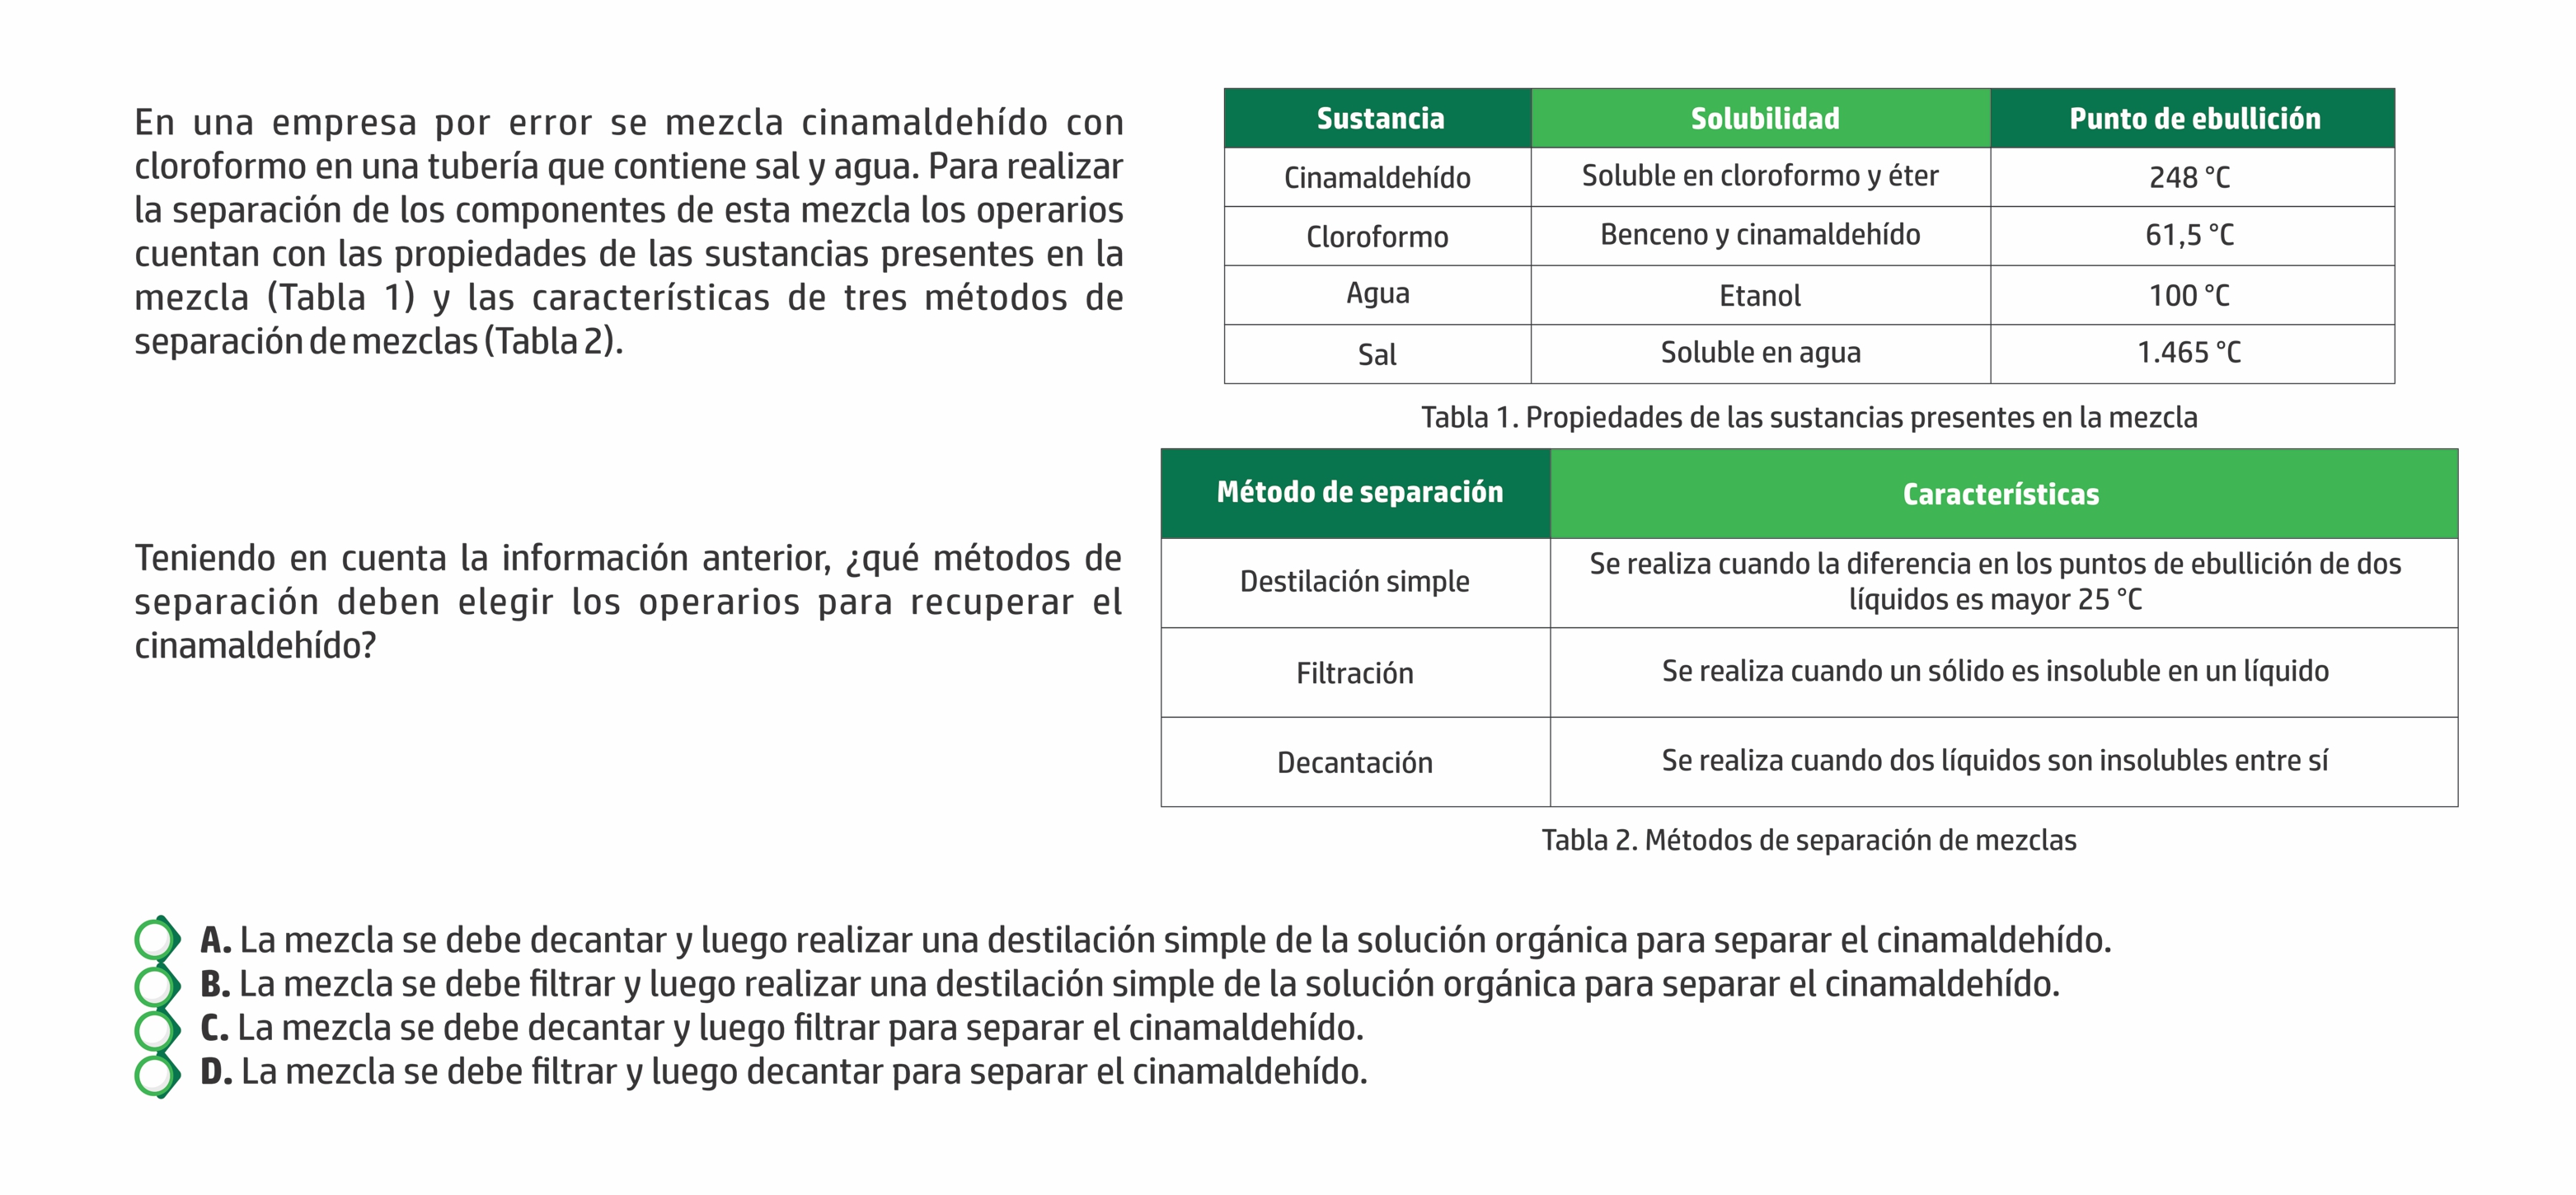 En una empresa por error se mezcla cinamaldehído con
cloroformo en una tubería que contiene sal y agua. Para realizar
la separación de los componentes de esta mezcla los operarios
cuentan con las propiedades de las sustancias presentes en la
mezcla (Tabla 1) y las características de tres métodos de
separación de mezclas (Tabla 2).
Teniendo en cuenta la información anterior, ¿qué métodos de
separación deben elegir los operarios para recuperar el
cinamaldehído?
Sustancia Solubilidad Punto de ebullición
Cinamaldehído Soluble en cloroformo y éter 248 °C
Cloroformo Benceno y cinamaldehído 61,5 °C
Agua Etanol 100 °C
Sal Soluble en agua 1.465 °C
Tabla 1. Propiedades de las sustancias presentes en la mezcla
Método de separación Características
Destilación simple Se realiza cuando la diferencia en los puntos de ebullición de dos
líquidos es mayor 25 °C
Filtración Se realiza cuando un sólido es insoluble en un líquido
Decantación Se realiza cuando dos líquidos son insolubles entre sí
Tabla 2. Métodos de separación de mezclas
A. La mezcla se debe decantar y luego realizar una destilación simple de la solución orgánica para separar el cinamaldehído.
B. La mezcla se debe filtrar y luego realizar una destilación simple de la solución orgánica para separar el cinamaldehído.
C. La mezcla se debe decantar y luego filtrar para separar el cinamaldehído.
D. La mezcla se debe filtrar y luego decantar para separar el cinamaldehído.